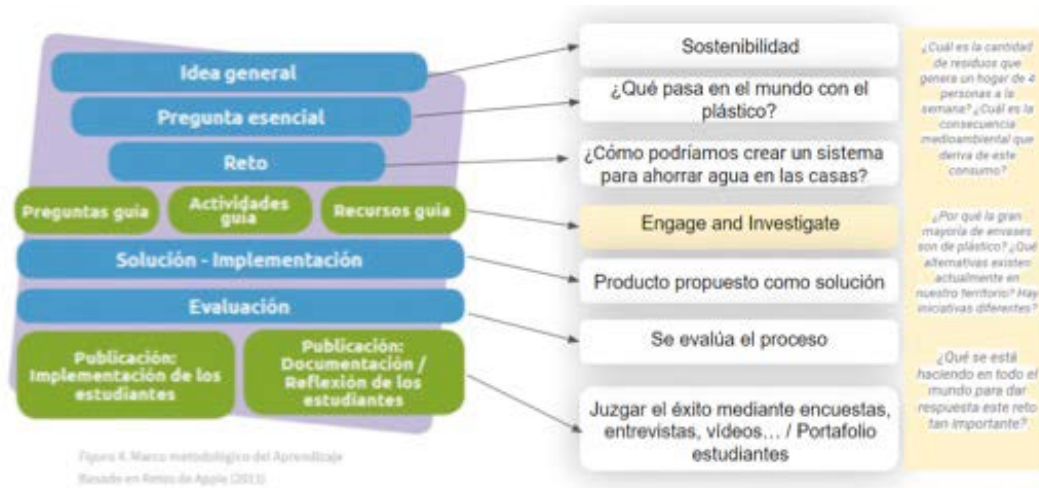 Idea general
Pregunta esencial
Reto
Preguntas guía
Actividades
guía
Recursos guía
Solución - Implementación
Evaluación
Publicación:
Implementación de los
estudiantes
Publicación:
Documentación /
Reflexión de los
estudiantes
Figura 4. Marco metodológico del Aprendizaje
Basado en Retos de Apple (2011)
Sostenibilidad
¿Qué pasa en el mundo con el
plástico?
¿Cómo podríamos crear un sistema
para ahorrar agua en las casas?
Engage and Investigate
Producto propuesto como solución
Se evalúa el proceso
Juzgar el éxito mediante encuestas,
entrevistas, vídeos... / Portafolio
estudiantes
¿Cuál es la cantidad
de residuos que
genera un hogar de 4
personas a la
semana? ¿Cuál es la
consecuencia
medioambiental que
deriva de este
consumo?
¿Por qué la gran
mayoría de envases
son de plástico? ¿Qué
alternativas existen
actualmente en
nuestro territorio? Hay
iniciativas diferentes?
¿Qué se está
haciendo en todo el
mundo para dar
respuesta este reto
tan importante?